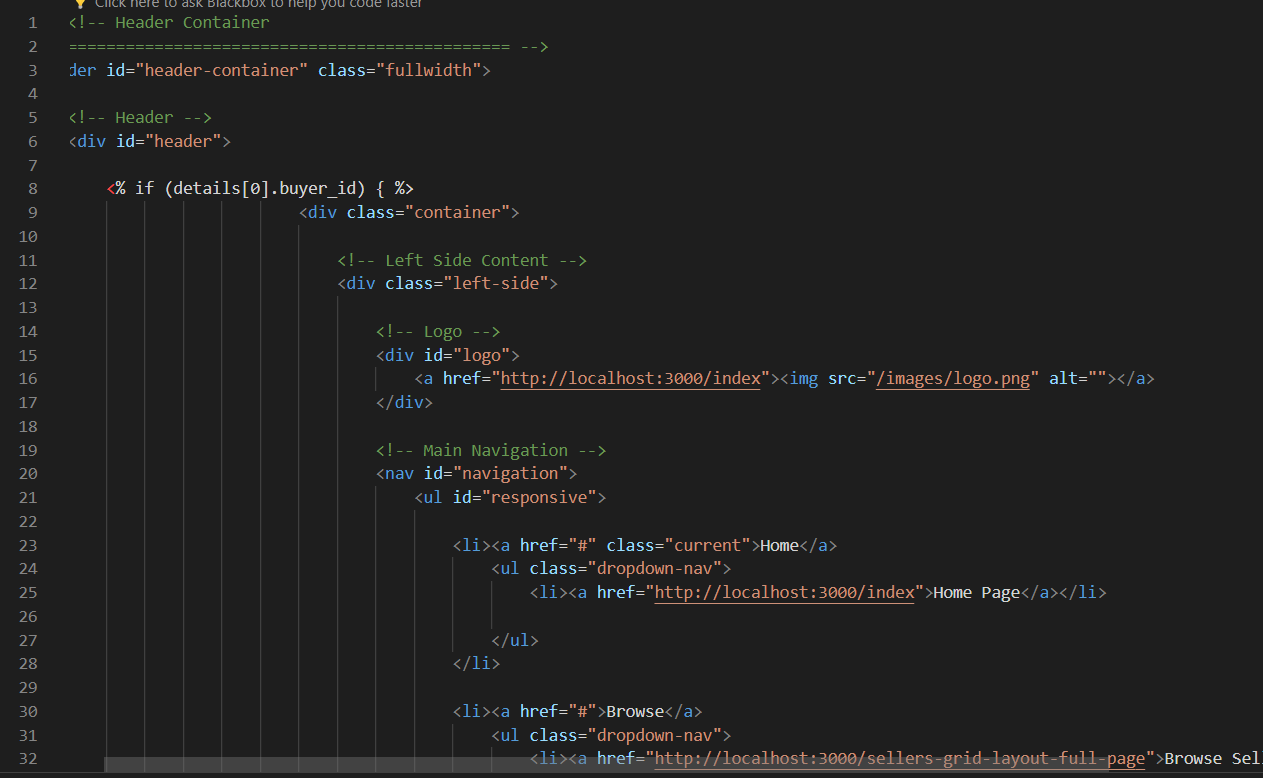 Click here to ask Blackbox to help you code faster
1 <!-- Header Container
2 =============================================== -->
3 der id="header-container" class="fullwidth">
4
5 <!-- Header -->
6 <div id="header">
7
8 <% if (details[0].buyer_id) { %>
9 <div class="container">
10
11 <!-- Left Side Content -->
12 <div class="left-side">
13
14 <!-- Logo -->
15 <div id="logo">
16 <a href="http://localhost:3000/index"><img src="/images/logo.png" alt=""></a>
17 </div>
18
19 <!-- Main Navigation -->
20 <nav id="navigation">
21 <ul id="responsive">
22
23 <li><a href="#" class="current">Home</a>
24 <ul class="dropdown-nav">
25 <li><a href="http://localhost:3000/index">Home Page</a></li>
26
27 </ul>
28 </li>
29
30 <li><a href="#">Browse</a>
31 <ul class="dropdown-nav">
32 <li><a href="http://localhost:3000/sellers-grid-layout-full-page">Browse Sel